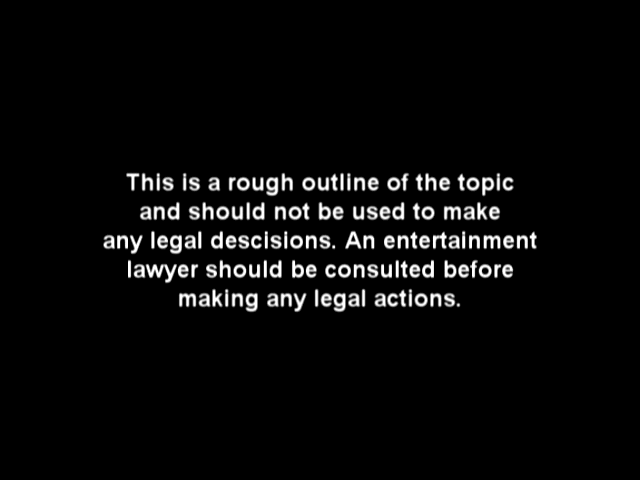 This is a rough outline of the topic
and should not be used to make
any legal descisions. An entertainment
lawyer should be consulted before
making any legal actions.